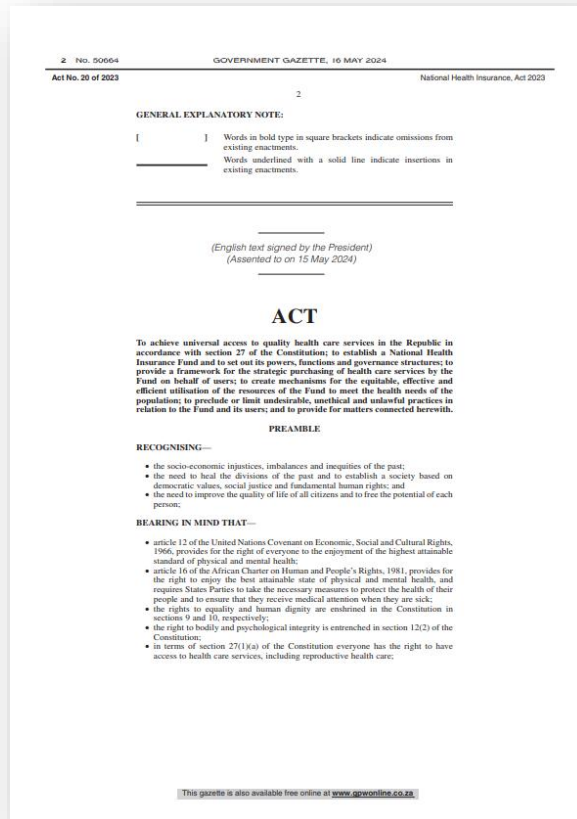 2 No. 50664 GOVERNMENT GAZETTE, 16 MAY 2024
Act No. 20 of 2023 National Health Insurance, Act 2023
2
GENERAL EXPLANATORY NOTE:
[ ] Words in bold type in square brackets indicate omissions from
existing enactments.
Words underlined with a solid line indicate insertions in
existing enactments.
(English text signed by the President)
(Assented to on 15 May 2024)
ACT
To achieve universal access to quality health care services in the Republic in
accordance with section 27 of the Constitution; to establish a National Health
Insurance Fund and to set out its powers, functions and governance structures; to
provide a framework for the strategic purchasing of health care services by the
Fund on behalf of users; to create mechanisms for the equitable, effective and
efficient utilisation of the resources of the Fund to meet the health needs of the
population; to preclude or limit undesirable, unethical and unlawful practices in
relation to the Fund and its users; and to provide for matters connected herewith.
PREAMBLE
RECOGNISING—
• the socio-economic injustices, imbalances and inequities of the past;
• the need to heal the divisions of the past and to establish a society based on
democratic values, social justice and fundamental human rights; and
• the need to improve the quality of life of all citizens and to free the potential of each
person;
BEARING IN MIND THAT—
• article 12 of the United Nations Covenant on Economic, Social and Cultural Rights,
1966, provides for the right of everyone to the enjoyment of the highest attainable
standard of physical and mental health;
• article 16 of the African Charter on Human and People's Rights, 1981, provides for
the right to enjoy the best attainable state of physical and mental health, and
requires States Parties to take the necessary measures to protect the health of their
people and to ensure that they receive medical attention when they are sick;
• the rights to equality and human dignity are enshrined in the Constitution in
sections 9 and 10, respectively;
• the right to bodily and psychological integrity is entrenched in section 12(2) of the
Constitution;
• in terms of section 27(1)(a) of the Constitution everyone has the right to have
access to health care services, including reproductive health care;
This gazette is also available free online at www.gpwonline.co.za